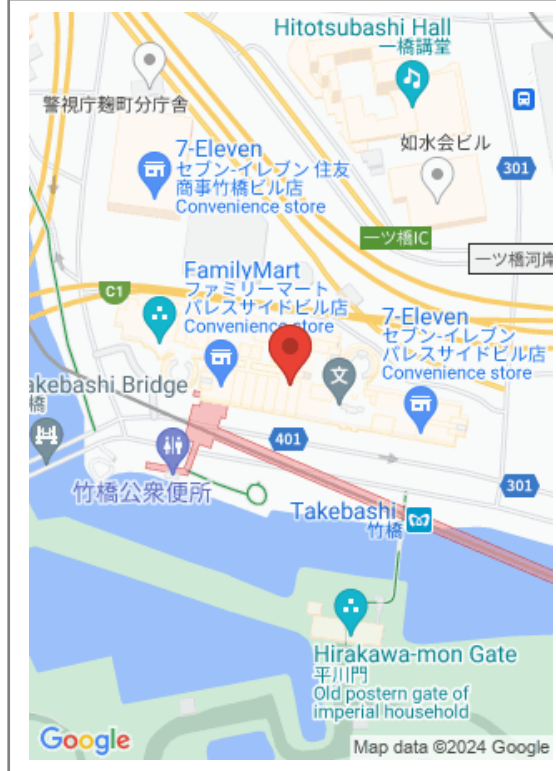 Hitotsubashi Hall
一橋講堂
警視庁麹町分庁舎
如水会ビル
7-Eleven
セブン-イレブン 住友
商事竹橋ビル店
Convenience store
301
一ツ橋IC
一ツ橋河岸
C1
FamilyMart
ファミリーマート
パレスサイドビル店
Convenience store
7-Eleven
セブン-イレブン
パレスサイドビル店
Convenience store
文
akebashi Bridge
橋
401
竹橋公衆便所
301
Takebashi
竹橋
Hirakawa-mon Gate
平川門
Old postern gate of
imperial household
Google
Map data ©2024 Google